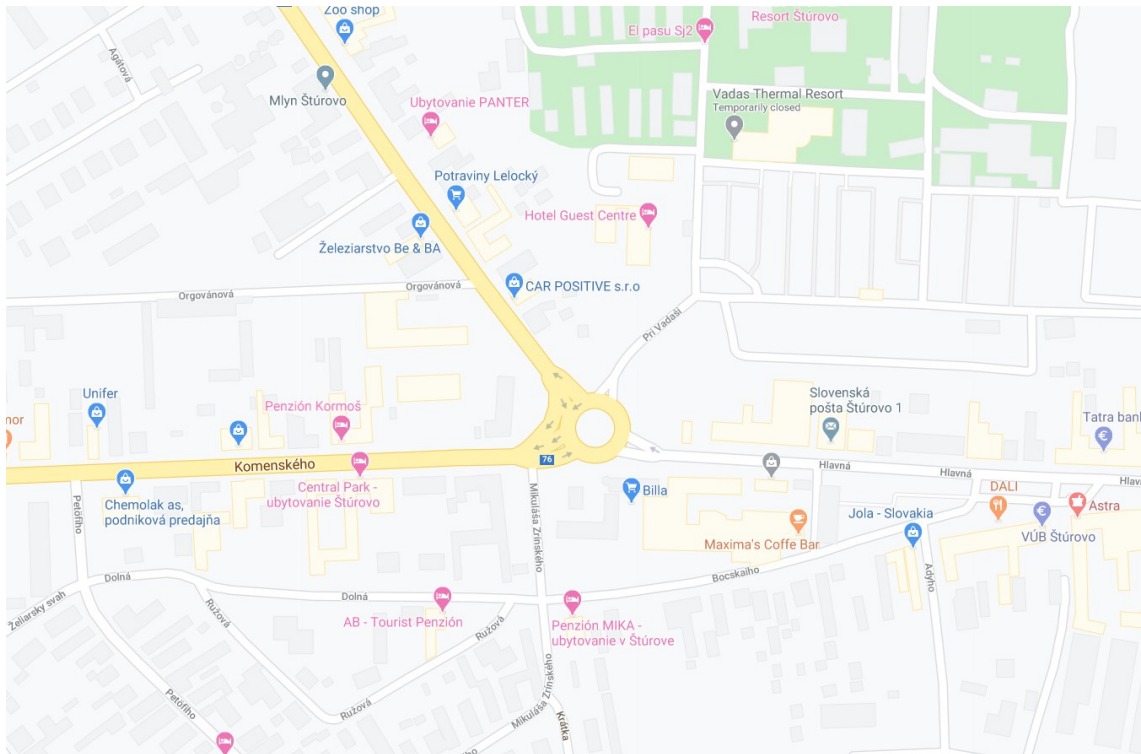 Zoo shop
El pasu Sj2
Resort Štúrovo
Agátová
Mlyn Štúrovo
Ubytovanie PANTER
Vadas Thermal Resort
Temporarily closed
Potraviny Lelocký
Hotel Guest Centre
Železiarstvo Be & BA
CAR POSITIVE s.r.o
Orgovánová
Orgovánová
Pri Vadaši
Unifer
Penzión Kormoš
Slovenská
pošta Štúrovo 1
nor
Tatra bank
76
Komenského
Hlavná
Hlavná
Hlav
Central Park -
ubytovanie Štúrovo
Chemolak as,
podniková predajňa
Petőfiho
Mikuláša Zrínskeho
Billa
DALI
Astra
Jola - Slovakia
VÚB Štúrovo
Maxima's Coffe Bar
Bocskaiho
Adyho
Dolná
Dolná
Želiarsky svah
Ružová
AB - Tourist Penzión
Ružová
Penzión MIKA -
ubytovanie v Štúrove
Petőfiho
Ružová
Mikuláša Zrínskeho
Krátka